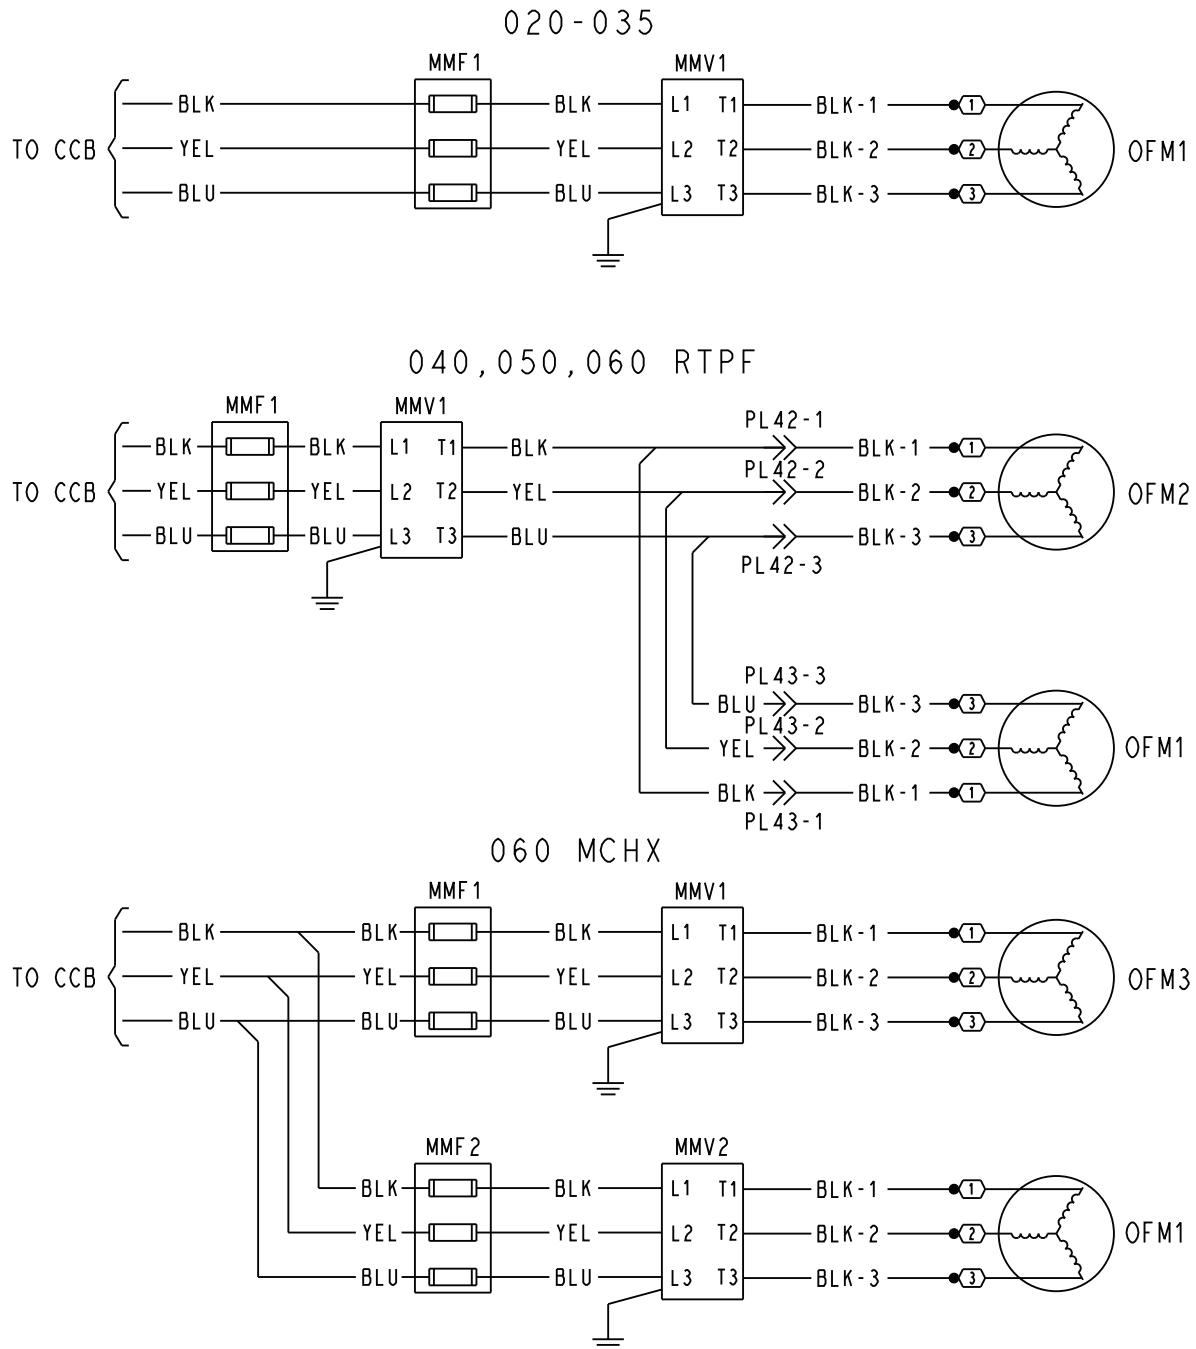 020-035
MMF1 MMV1
BLK BLK L1 T1 BLK-1 1
TO CCB YEL YEL L2 T2 BLK-2 2 OFM1
BLU BLU L3 T3 BLK-3 3
040,050,060 RTPF
MMF1 MMV1 PL42-1
BLK BLK L1 T1 BLK BLK-1 1
PL42-2
TO CCB YEL YEL L2 T2 YEL BLK-2 2 OFM2
BLU BLU L3 T3 BLU BLK-3 3
PL42-3
PL43-3
BLU BLK-3 3
PL43-2
YEL BLK-2 2 OFM1
BLK BLK-1 1
PL43-1
060 MCHX
MMF1 MMV1
BLK BLK BLK L1 T1 BLK-1 1
TO CCB YEL YEL YEL L2 T2 BLK-2 2 OFM3
BLU BLU BLU L3 T3 BLK-3 3
MMF2 MMV2
BLK BLK L1 T1 BLK-1 1
YEL YEL L2 T2 BLK-2 2 OFM1
BLU BLU L3 T3 BLK-3 3